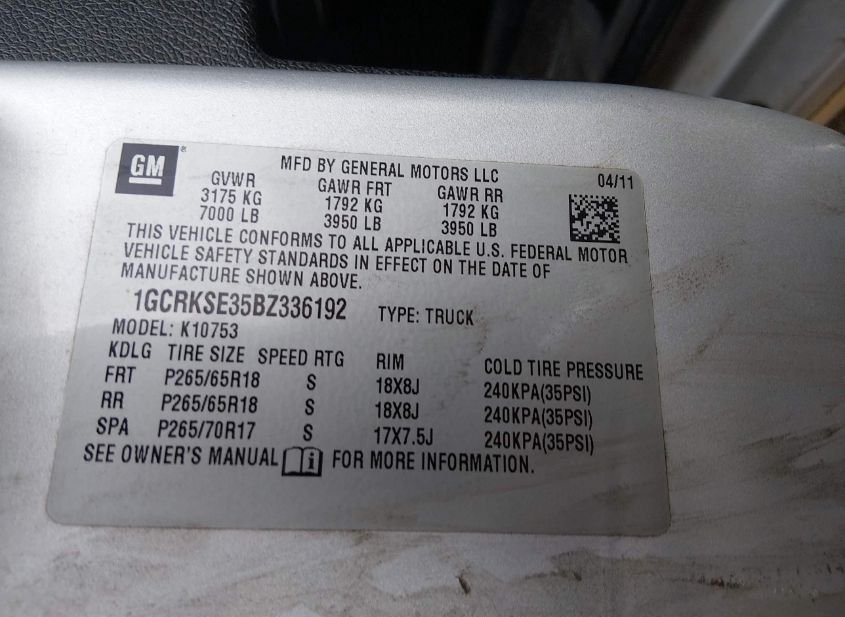 GM ®
MFD BY GENERAL MOTORS LLC 04/11
GVWR GAWR FRT GAWR RR
3175 KG 1792 KG 1792 KG
7000 LB 3950 LB 3950 LB
THIS VEHICLE CONFORMS TO ALL APPLICABLE U.S. FEDERAL MOTOR
VEHICLE SAFETY STANDARDS IN EFFECT ON THE DATE OF
MANUFACTURE SHOWN ABOVE.
1GCRKSE35BZ336192 TYPE: TRUCK
MODEL: K10753
KDLG TIRE SIZE SPEED RTG RIM COLD TIRE PRESSURE
FRT P265/65R18 S 18X8J 240KPA(35PSI)
RR P265/65R18 S 18X8J 240KPA(35PSI)
SPA P265/70R17 S 17X7.5J 240KPA(35PSI)
SEE OWNER'S MANUAL i FOR MORE INFORMATION.